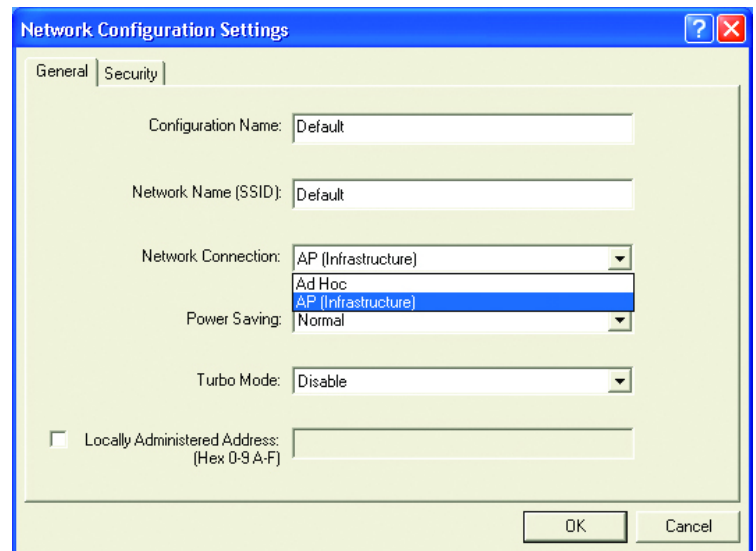 Network Configuration Settings
?
General
Security
Configuration Name:
Default
Network Name (SSID):
Default
Network Connection:
AP (Infrastructure)
Ad Hoc
AP (Infrastructure)
Power Saving:
Normal
Turbo Mode:
Disable
Locally Administered Address:
(Hex 0-9 A-F)
OK
Cancel